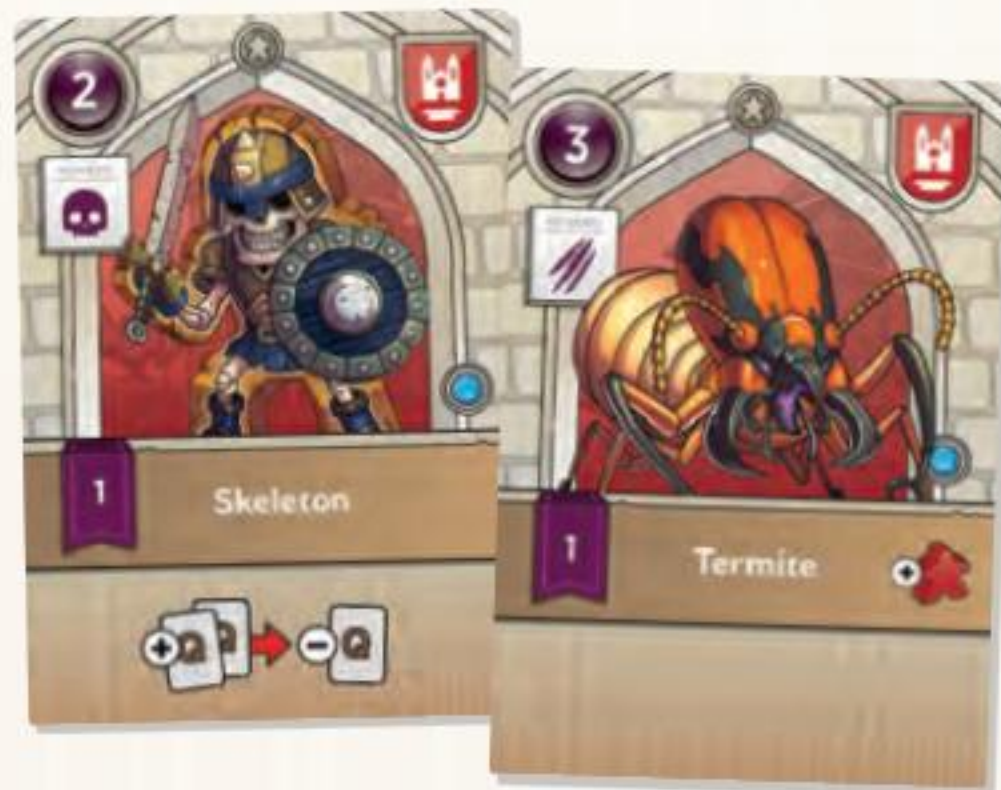 2
1
Skeleton
+ Q Q → − Q
3
1
Termite
+